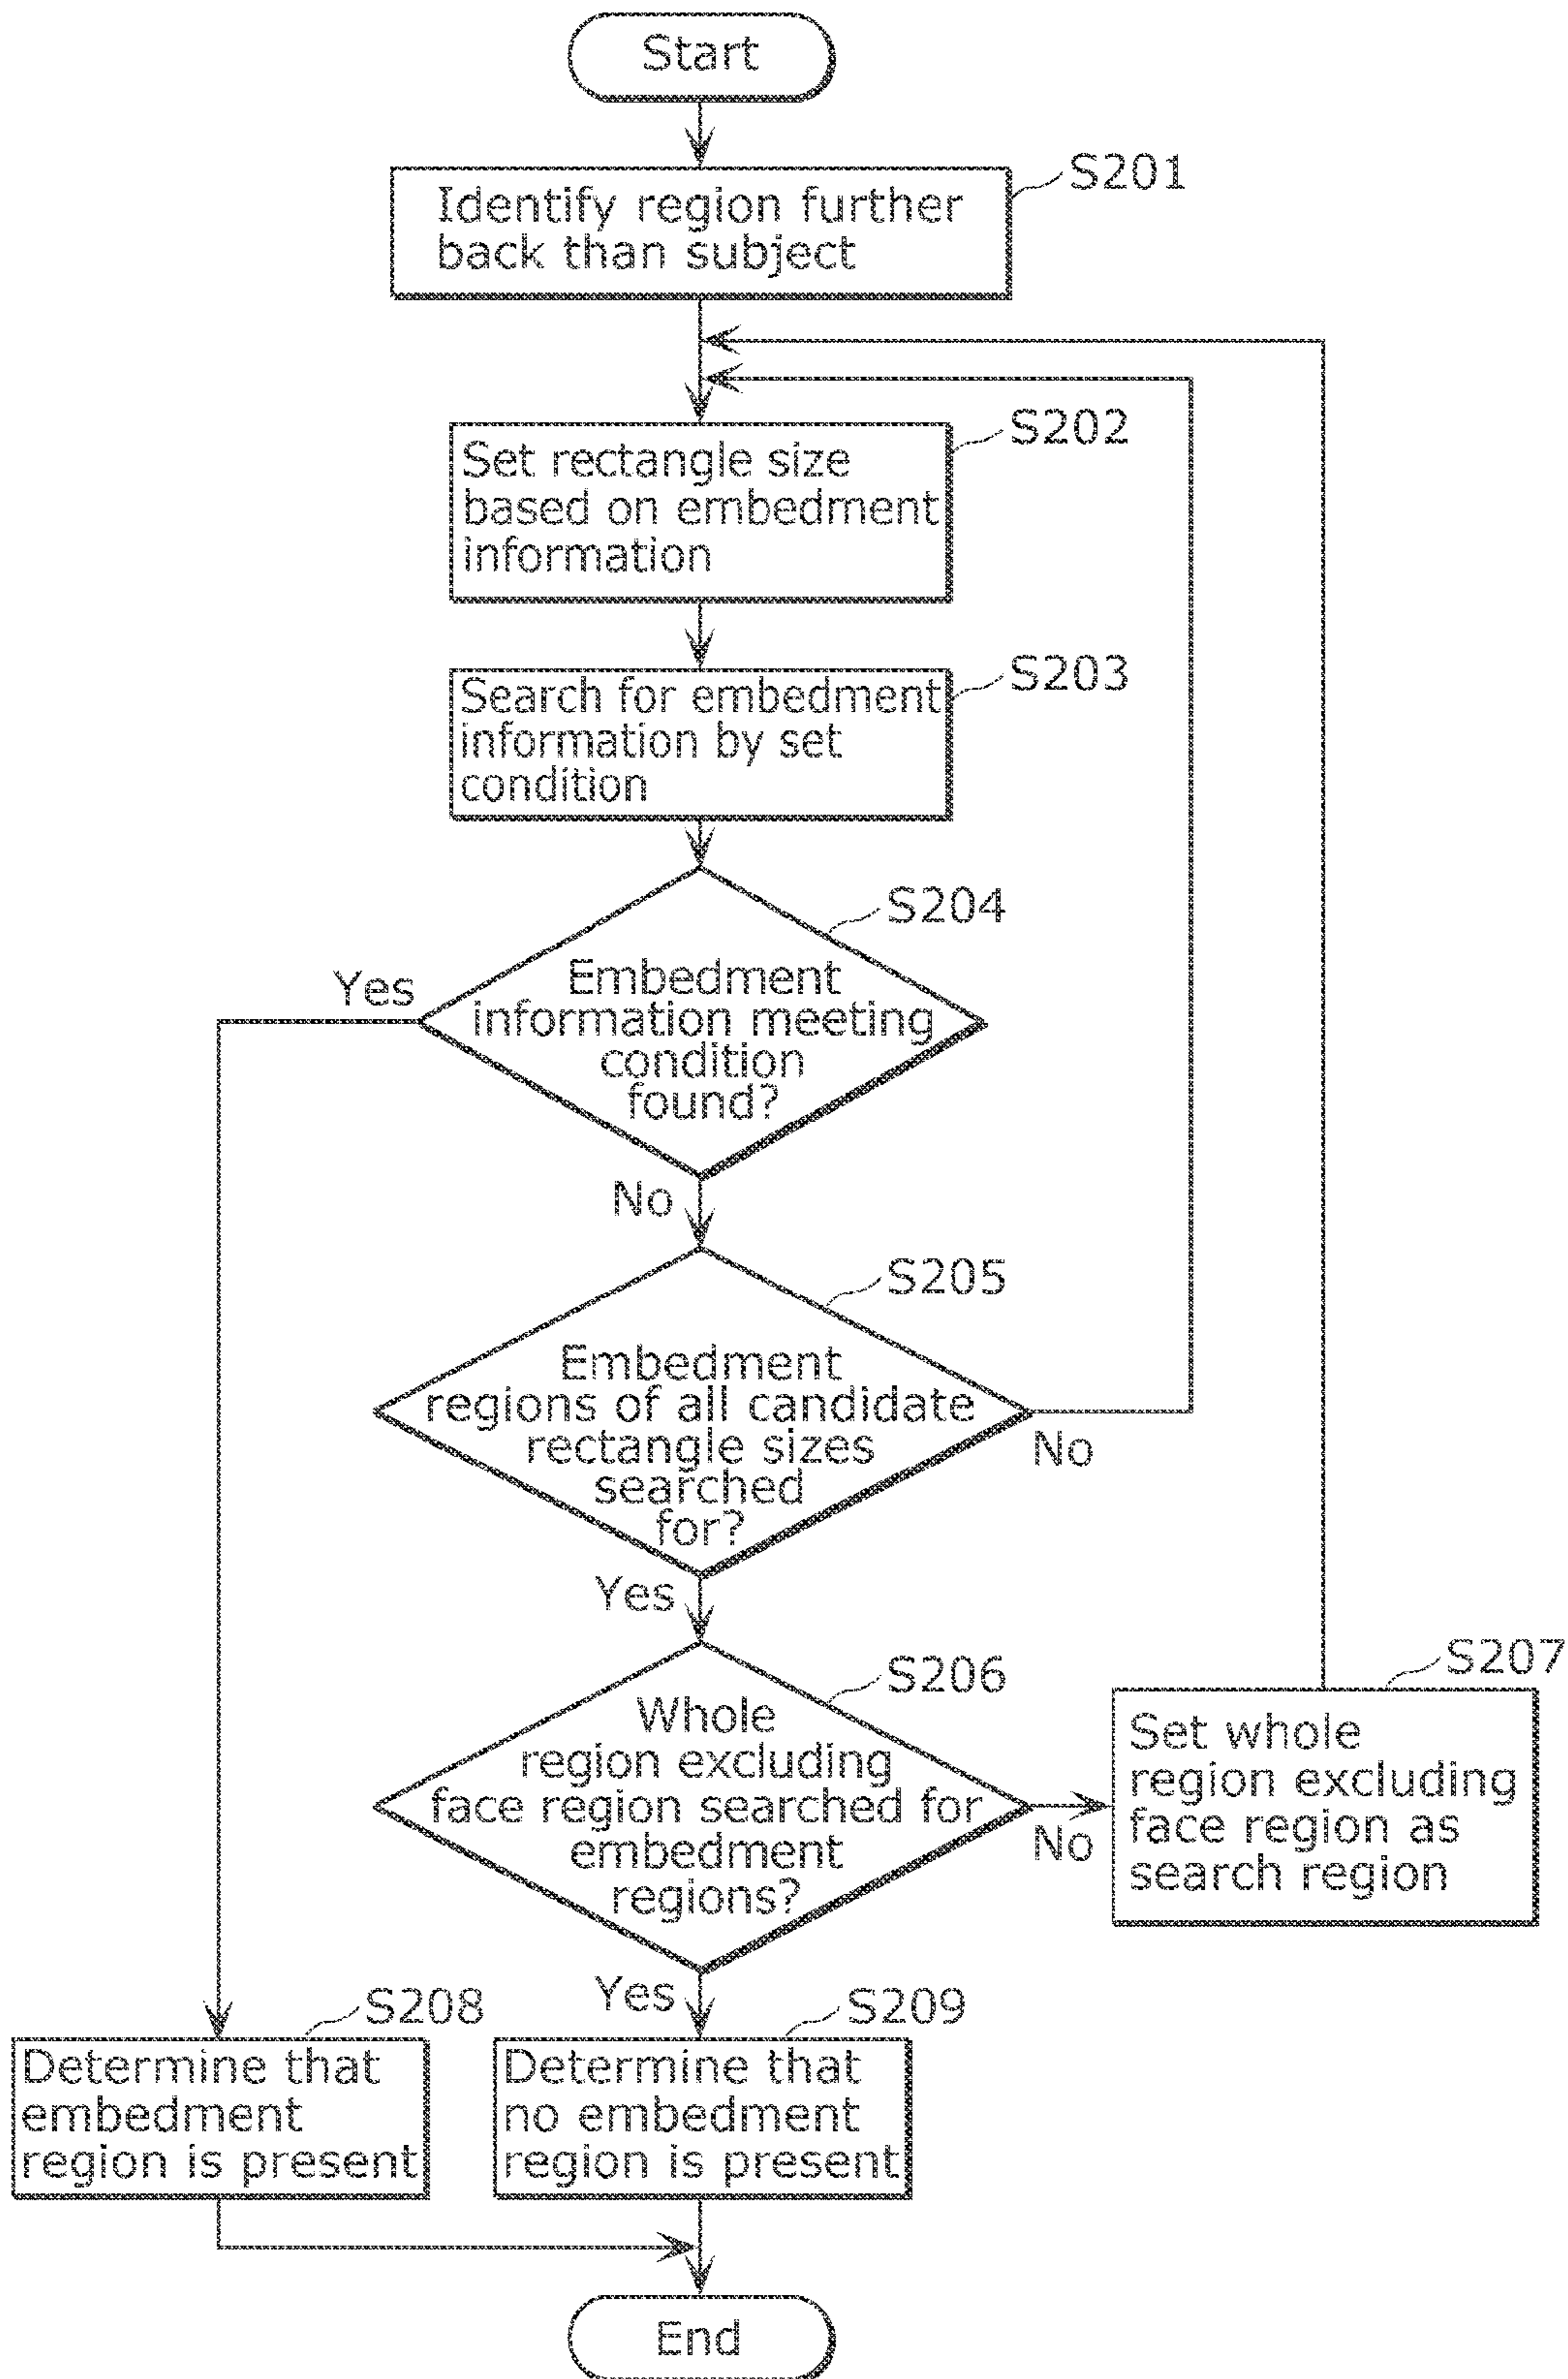 Start
S201
Identify region further
back than subject
S202
Set rectangle size
based on embedment
information
S203
Search for embedment
information by set
condition
S204
Yes
Embedment
information meeting
condition
found?
No
S205
Embedment
regions of all candidate
rectangle sizes
searched
for?
No
Yes
S206
Whole
region excluding
face region searched for
embedment
regions?
No
S207
Set whole
region excluding
face region as
search region
Yes
S208
Determine that
embedment
region is present
S209
Determine that
no embedment
region is present
End